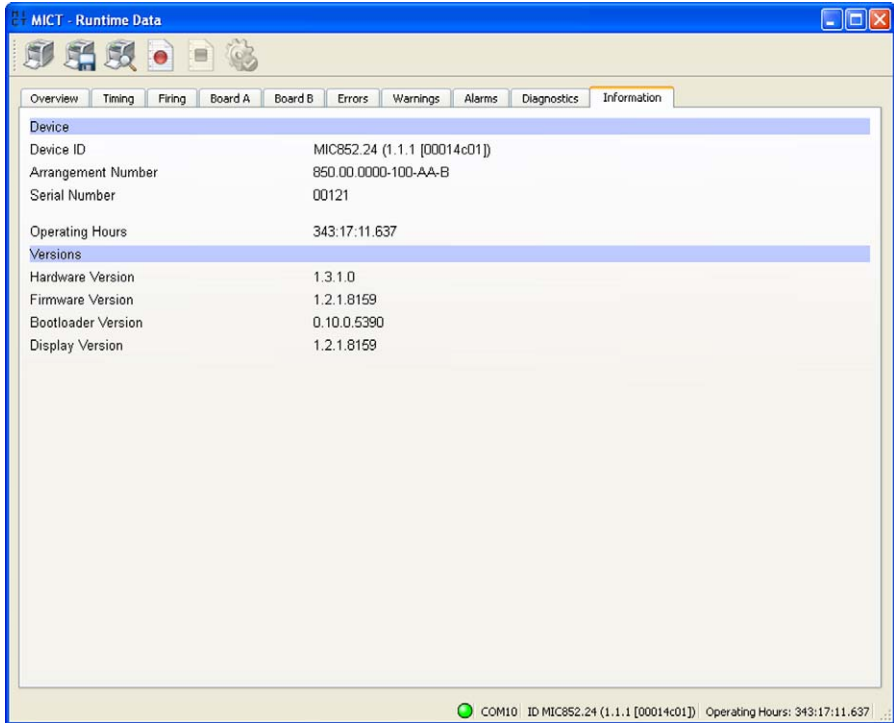 MICT - Runtime Data
Overview Timing Firing Board A Board B Errors Warnings Alarms Diagnostics Information
Device
Device ID MIC852.24 (1.1.1 [00014c01])
Arrangement Number 850.00.0000-100-AA-B
Serial Number 00121
Operating Hours 343:17:11.637
Versions
Hardware Version 1.3.1.0
Firmware Version 1.2.1.8159
Bootloader Version 0.10.0.5390
Display Version 1.2.1.8159
COM10 ID MIC852.24 (1.1.1 [00014c01]) Operating Hours: 343:17:11.637